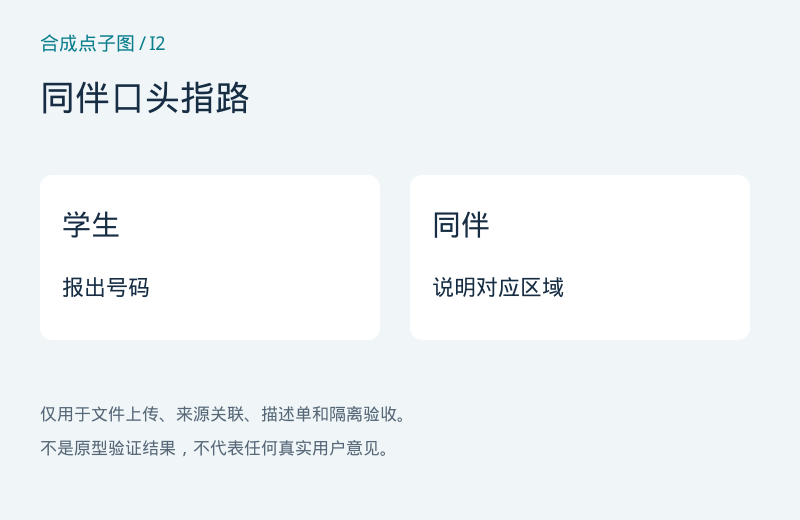 合成点子图 / I2
同伴口头指路
学生
报出号码
同伴
说明对应区域
仅用于文件上传、来源关联、描述单和隔离验收。
不是原型验证结果，不代表任何真实用户意见。